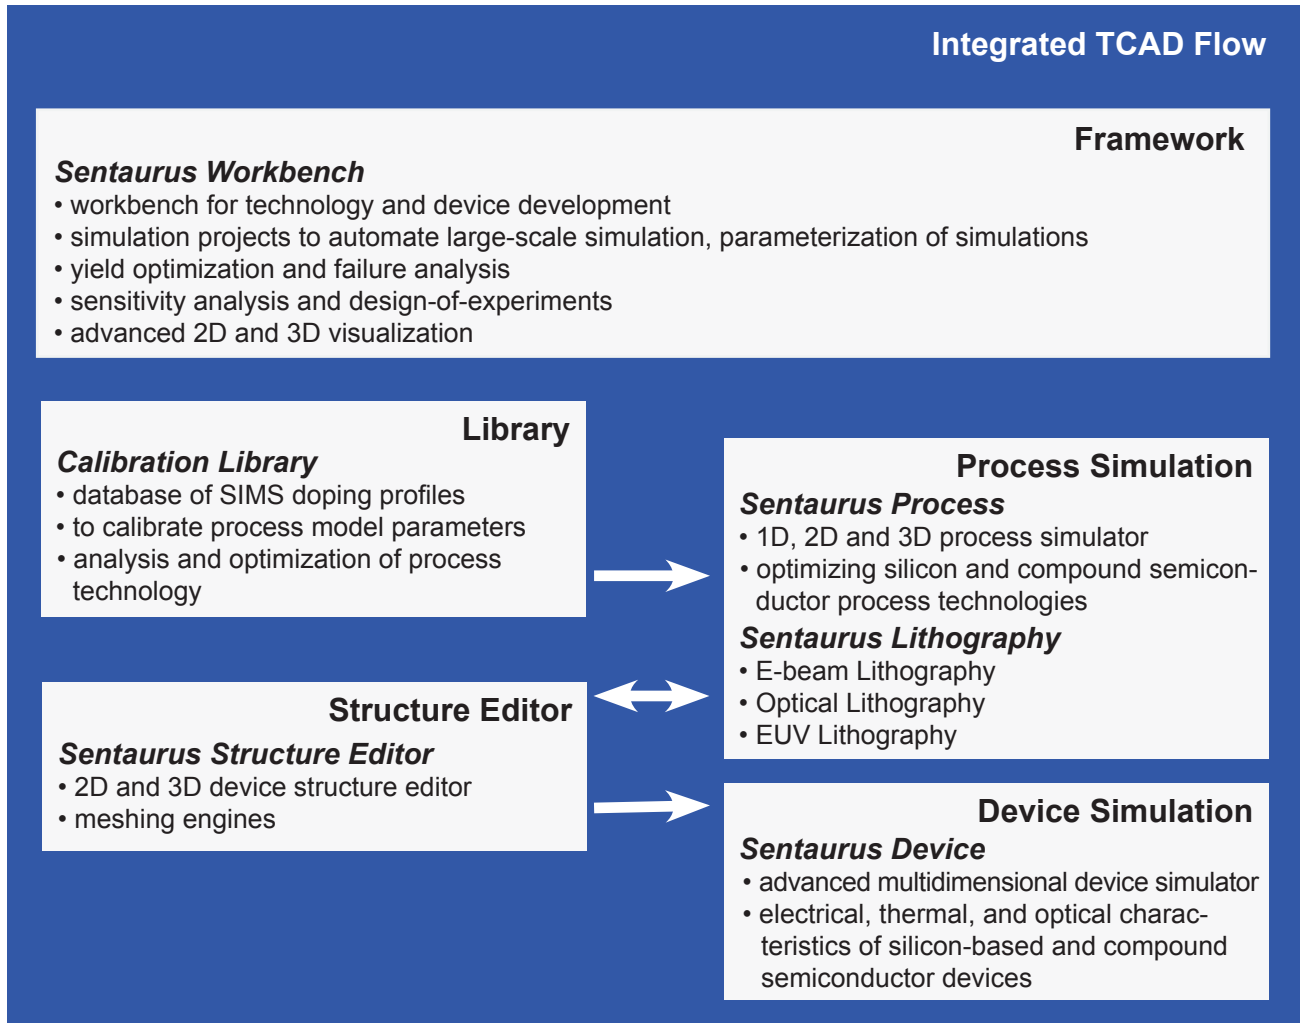 Integrated TCAD Flow
Framework
Sentaurus Workbench
• workbench for technology and device development
• simulation projects to automate large-scale simulation, parameterization of simulations
• yield optimization and failure analysis
• sensitivity analysis and design-of-experiments
• advanced 2D and 3D visualization
Library
Calibration Library
• database of SIMS doping profiles
• to calibrate process model parameters
• analysis and optimization of process
technology
Structure Editor
Sentaurus Structure Editor
• 2D and 3D device structure editor
• meshing engines
Process Simulation
Sentaurus Process
• 1D, 2D and 3D process simulator
• optimizing silicon and compound semicon-
ductor process technologies
Sentaurus Lithography
• E-beam Lithography
• Optical Lithography
• EUV Lithography
Device Simulation
Sentaurus Device
• advanced multidimensional device simulator
• electrical, thermal, and optical charac-
teristics of silicon-based and compound
semiconductor devices